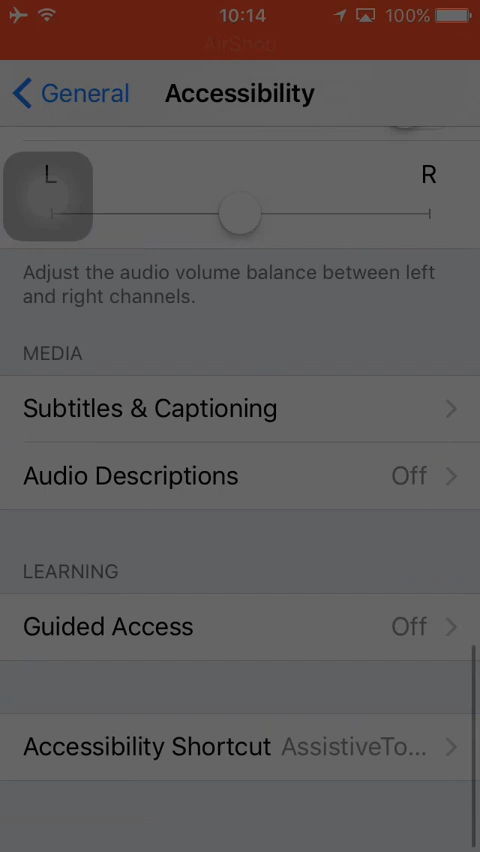 10:14
100%
AirShou
General
Accessibility
L
R
Adjust the audio volume balance between left
and right channels.
MEDIA
Subtitles & Captioning
Audio Descriptions
Off
LEARNING
Guided Access
Off
Accessibility Shortcut
AssistiveTo...